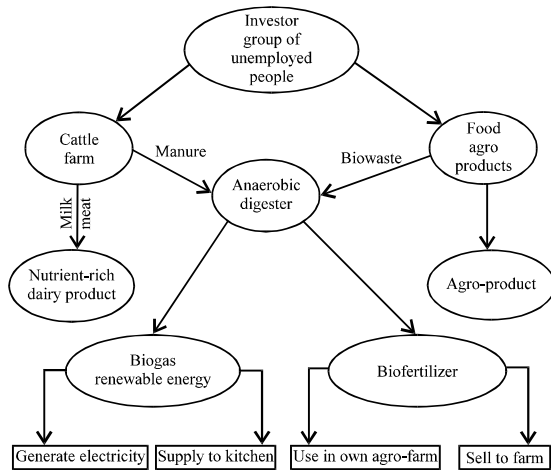 Investor
group of
unemployed
people
Cattle
farm
Manure
Biowaste
Food
agro
products
Anaerobic
digester
Milk
meat
Nutrient-rich
dairy product
Agro-product
Biogas
renewable energy
Biofertilizer
Generate electricity
Supply to kitchen
Use in own agro-farm
Sell to farm